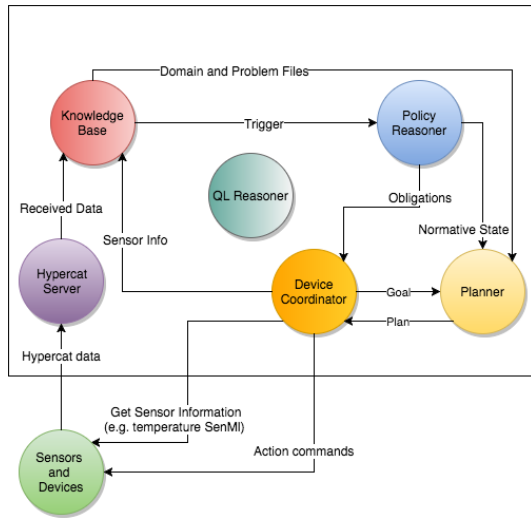 Domain and Problem Files
Knowledge
Base
Trigger
Policy
Reasoner
QL Reasoner
Obligations
Received Data
Sensor Info
Normative State
Hypercat
Server
Device
Coordinator
Goal
Planner
Plan
Hypercat data
Get Sensor Information
(e.g. temperature SenMl)
Action commands
Sensors
and
Devices